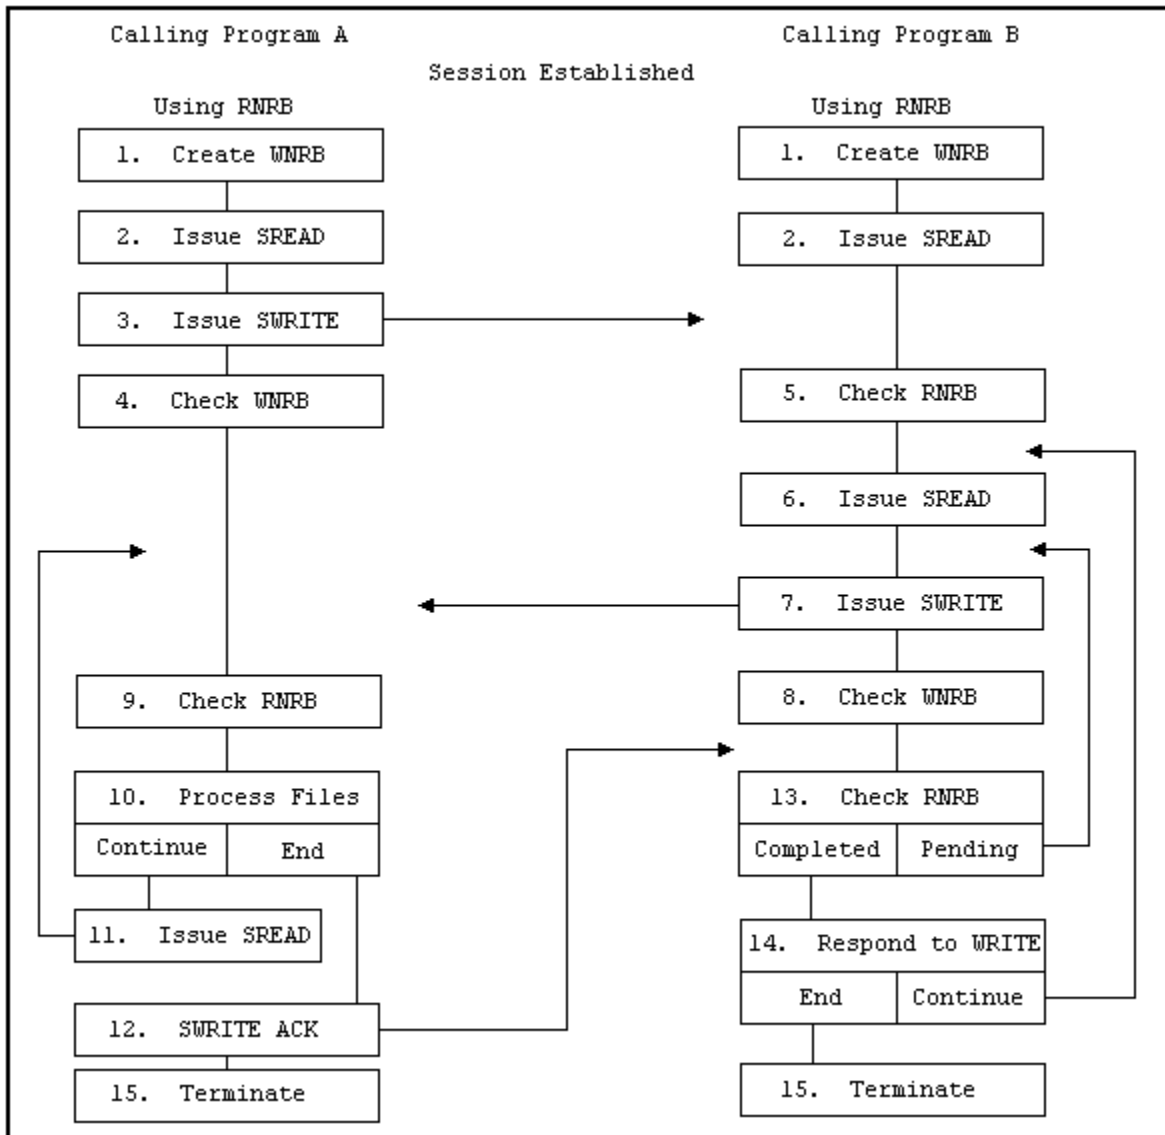 Calling Program A
Calling Program B
Session Established
Using RNRB
Using RNRB
1. Create WNRB
1. Create WNRB
2. Issue SREAD
2. Issue SREAD
3. Issue SWRITE
4. Check WNRB
5. Check RNRB
6. Issue SREAD
7. Issue SWRITE
9. Check RNRB
8. Check WNRB
10. Process Files
Continue
End
13. Check RNRB
Completed
Pending
11. Issue SREAD
14. Respond to WRITE
End
Continue
12. SWRITE ACK
15. Terminate
15. Terminate